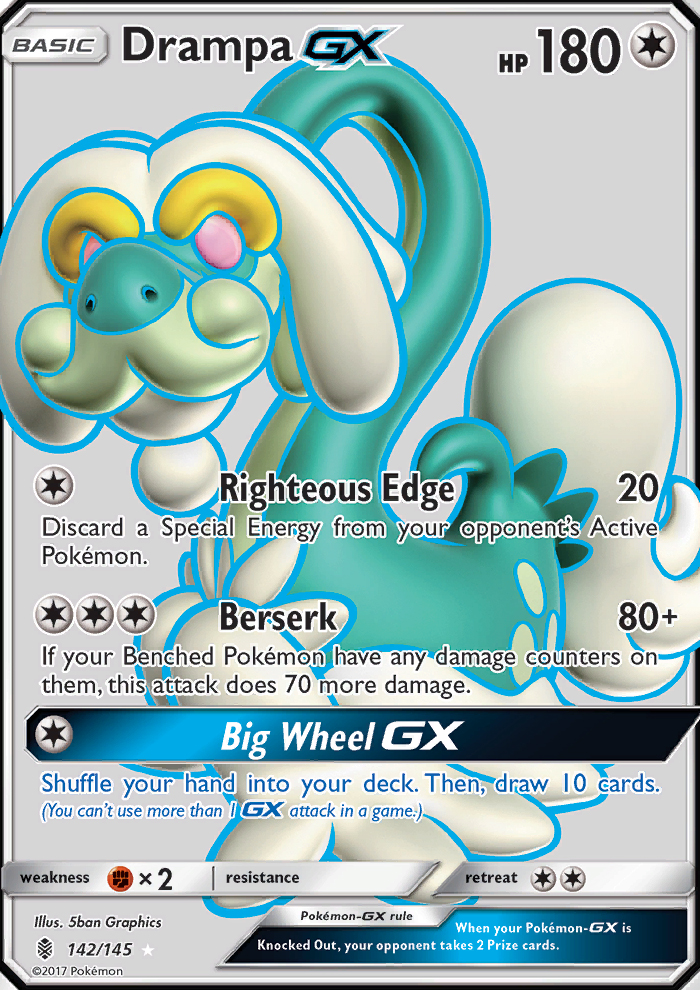 BASIC Drampa GX HP 180
Righteous Edge 20
Discard a Special Energy from your opponent's Active
Pokémon.
Berserk 80+
If your Benched Pokémon have any damage counters on
them, this attack does 70 more damage.
Big Wheel GX
Shuffle your hand into your deck. Then, draw 10 cards.
(You can't use more than 1 GX attack in a game.)
weakness ×2 resistance retreat
Illus. 5ban Graphics
142/145
©2017 Pokémon
Pokémon-GX rule
When your Pokémon-GX is
Knocked Out, your opponent takes 2 Prize cards.